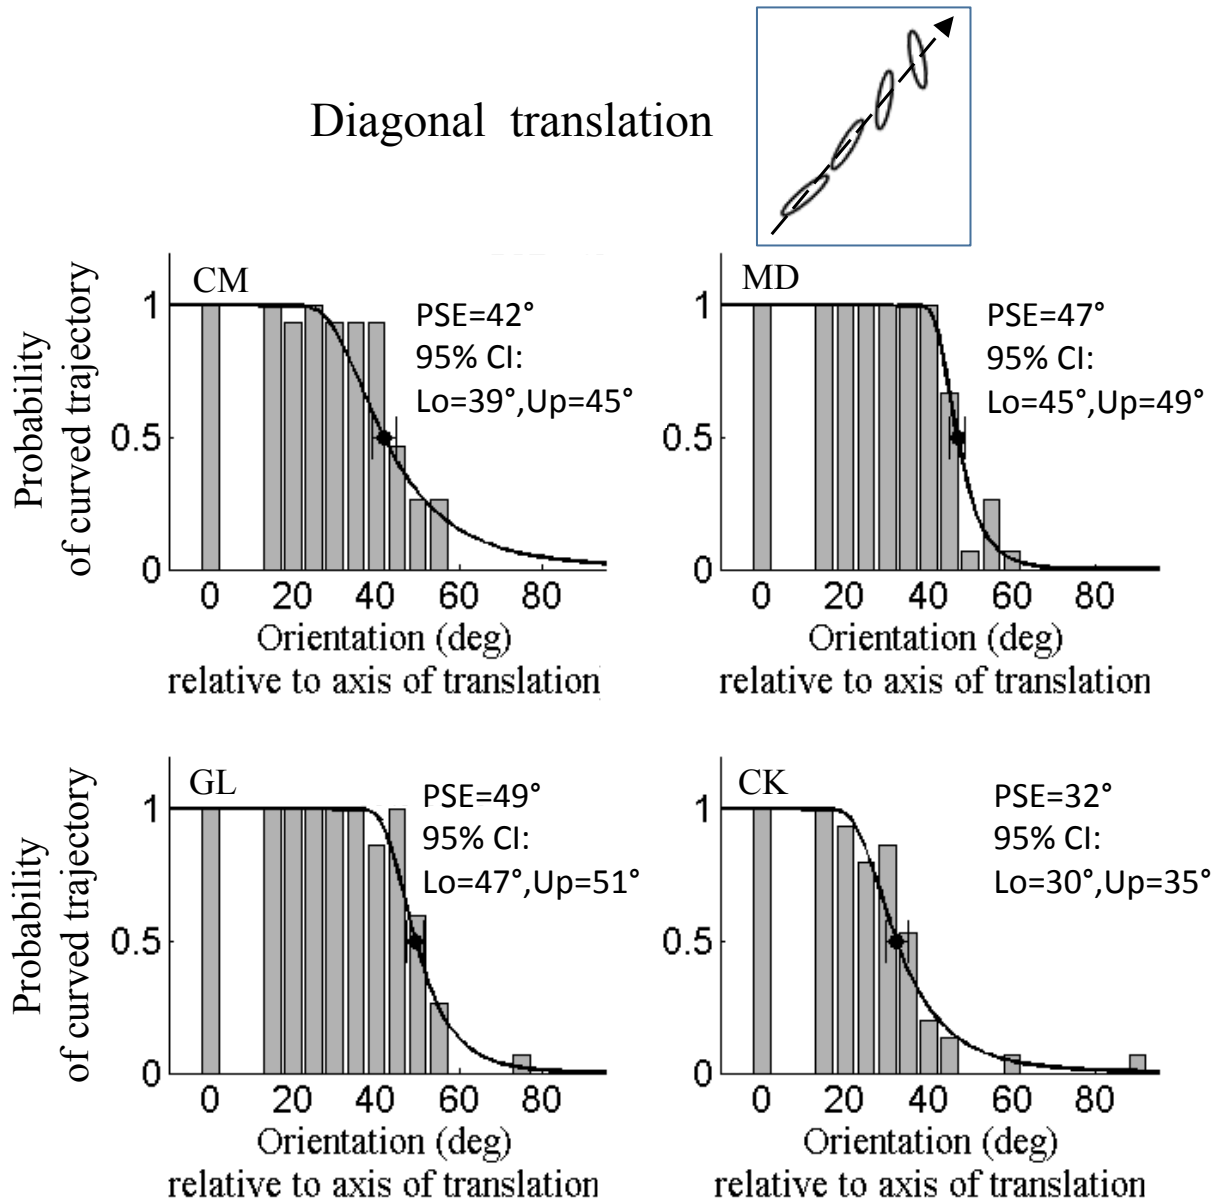 Diagonal translation
Probability
of curved trajectory
CM
PSE=42°
95% CI:
Lo=39°,Up=45°
1
0.5
0
0 20 40 60 80
Orientation (deg)
relative to axis of translation
MD
PSE=47°
95% CI:
Lo=45°,Up=49°
1
0.5
0
0 20 40 60 80
Orientation (deg)
relative to axis of translation
Probability
of curved trajectory
GL
PSE=49°
95% CI:
Lo=47°,Up=51°
1
0.5
0
0 20 40 60 80
Orientation (deg)
relative to axis of translation
CK
PSE=32°
95% CI:
Lo=30°,Up=35°
1
0.5
0
0 20 40 60 80
Orientation (deg)
relative to axis of translation